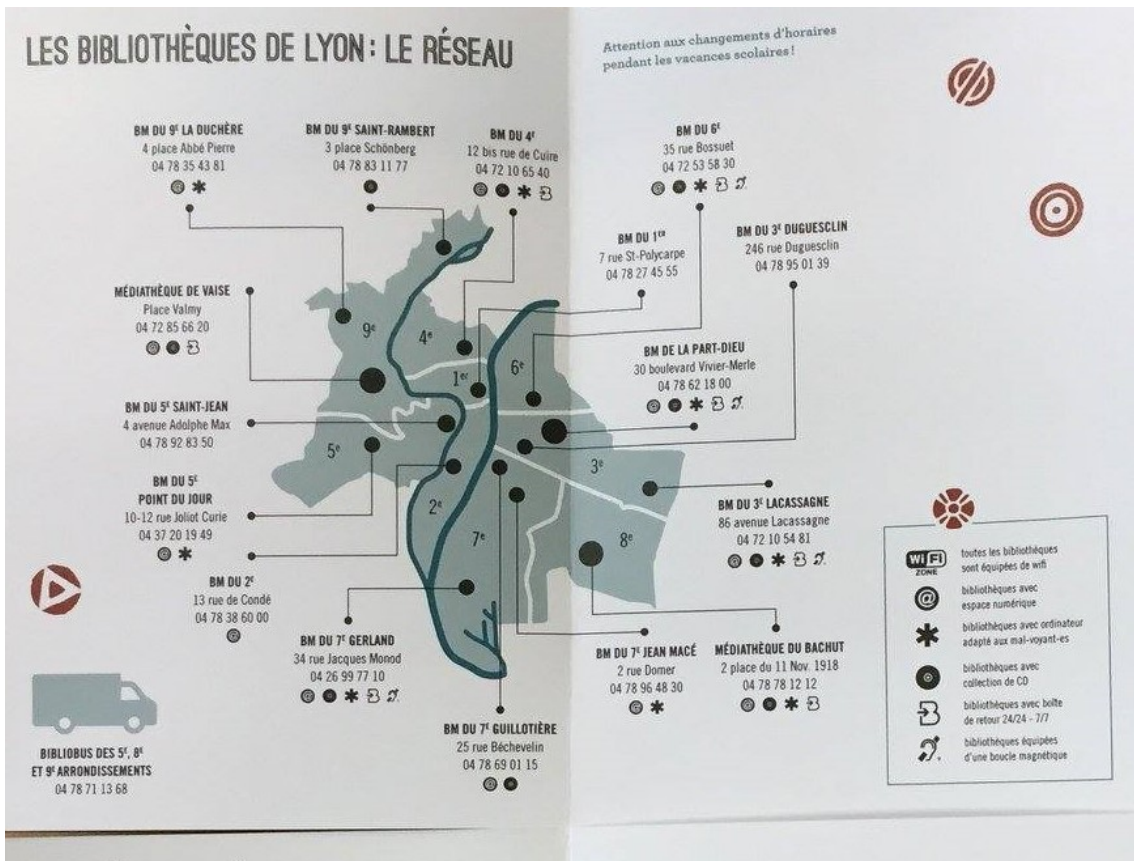 LES BIBLIOTHÈQUES DE LYON : LE RÉSEAU
Attention aux changements d'horaires
pendant les vacances scolaires !
BM DU 9E LA DUCHÈRE
4 place Abbé Pierre
04 78 35 43 81
BM DU 9E SAINT-RAMBERT
3 place Schönberg
04 78 83 11 77
BM DU 4E
12 bis rue de Cuire
04 72 10 65 40
BM DU 6E
35 rue Bossuet
04 72 53 58 30
BM DU 1ER
7 rue St-Polycarpe
04 78 27 45 55
BM DU 3E DUGUESCLIN
246 rue Duguesclin
04 78 95 01 39
MÉDIATHÈQUE DE VAISE
Place Valmy
04 72 85 66 20
BM DE LA PART-DIEU
30 boulevard Vivier-Merle
04 78 62 18 00
BM DU 5E SAINT-JEAN
4 avenue Adolphe Max
04 78 92 83 50
BM DU 5E
POINT DU JOUR
10-12 rue Joliot Curie
04 37 20 19 49
BM DU 2E
13 rue de Condé
04 78 38 60 00
9e
4e
1er
6e
5e
2e
3e
7e
8e
BM DU 3E LACASSAGNE
86 avenue Lacassagne
04 72 10 54 81
BM DU 7E GERLAND
34 rue Jacques Monod
04 26 99 77 10
BM DU 7E JEAN MACÉ
2 rue Domer
04 78 96 48 30
MÉDIATHÈQUE DU BACHUT
2 place du 11 Nov. 1918
04 78 78 12 12
BM DU 7E GUILLOTIÈRE
25 rue Béchevelin
04 78 69 01 15
BIBLIOBUS DES 5E, 8E
ET 9E ARRONDISSEMENTS
04 78 71 13 68
WiFi
ZONE
toutes les bibliothèques
sont équipées de wifi
@
bibliothèques avec
espace numérique
bibliothèques avec ordinateur
adapté aux mal-voyant-es
bibliothèques avec
collection de CD
bibliothèques avec boîte
de retour 24/24 - 7/7
bibliothèques équipées
d'une boucle magnétique